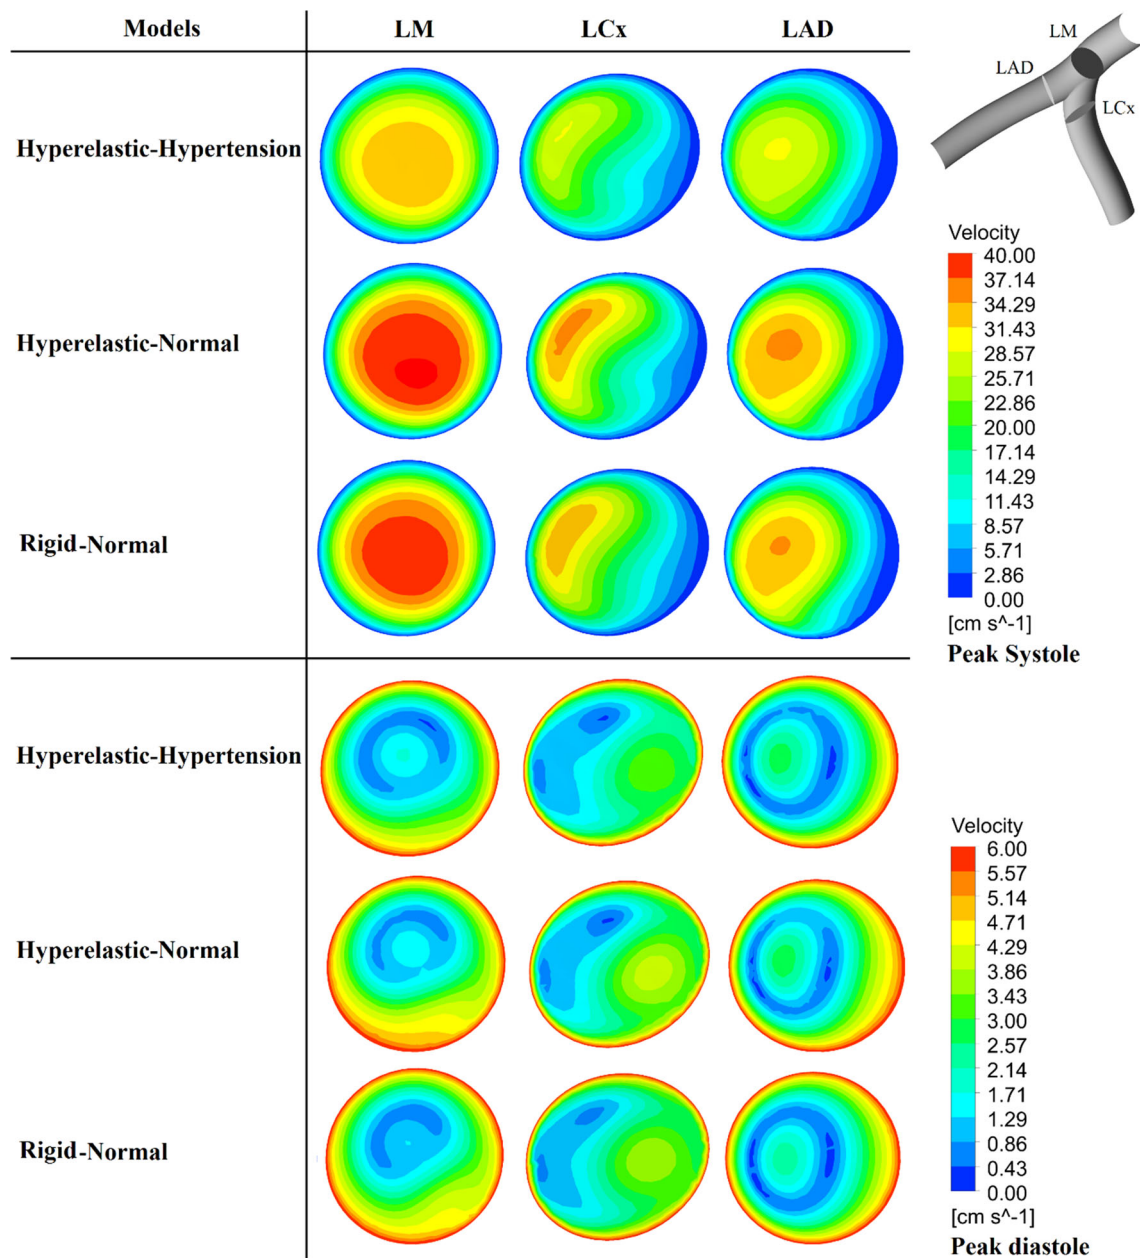 Models LM LCx LAD
LM
LAD
LCx
Hyperelastic-Hypertension
Hyperelastic-Normal
Rigid-Normal
Velocity
40.00
37.14
34.29
31.43
28.57
25.71
22.86
20.00
17.14
14.29
11.43
8.57
5.71
2.86
0.00
[cm s^-1]
Peak Systole
Hyperelastic-Hypertension
Hyperelastic-Normal
Rigid-Normal
Velocity
6.00
5.57
5.14
4.71
4.29
3.86
3.43
3.00
2.57
2.14
1.71
1.29
0.86
0.43
0.00
[cm s^-1]
Peak diastole